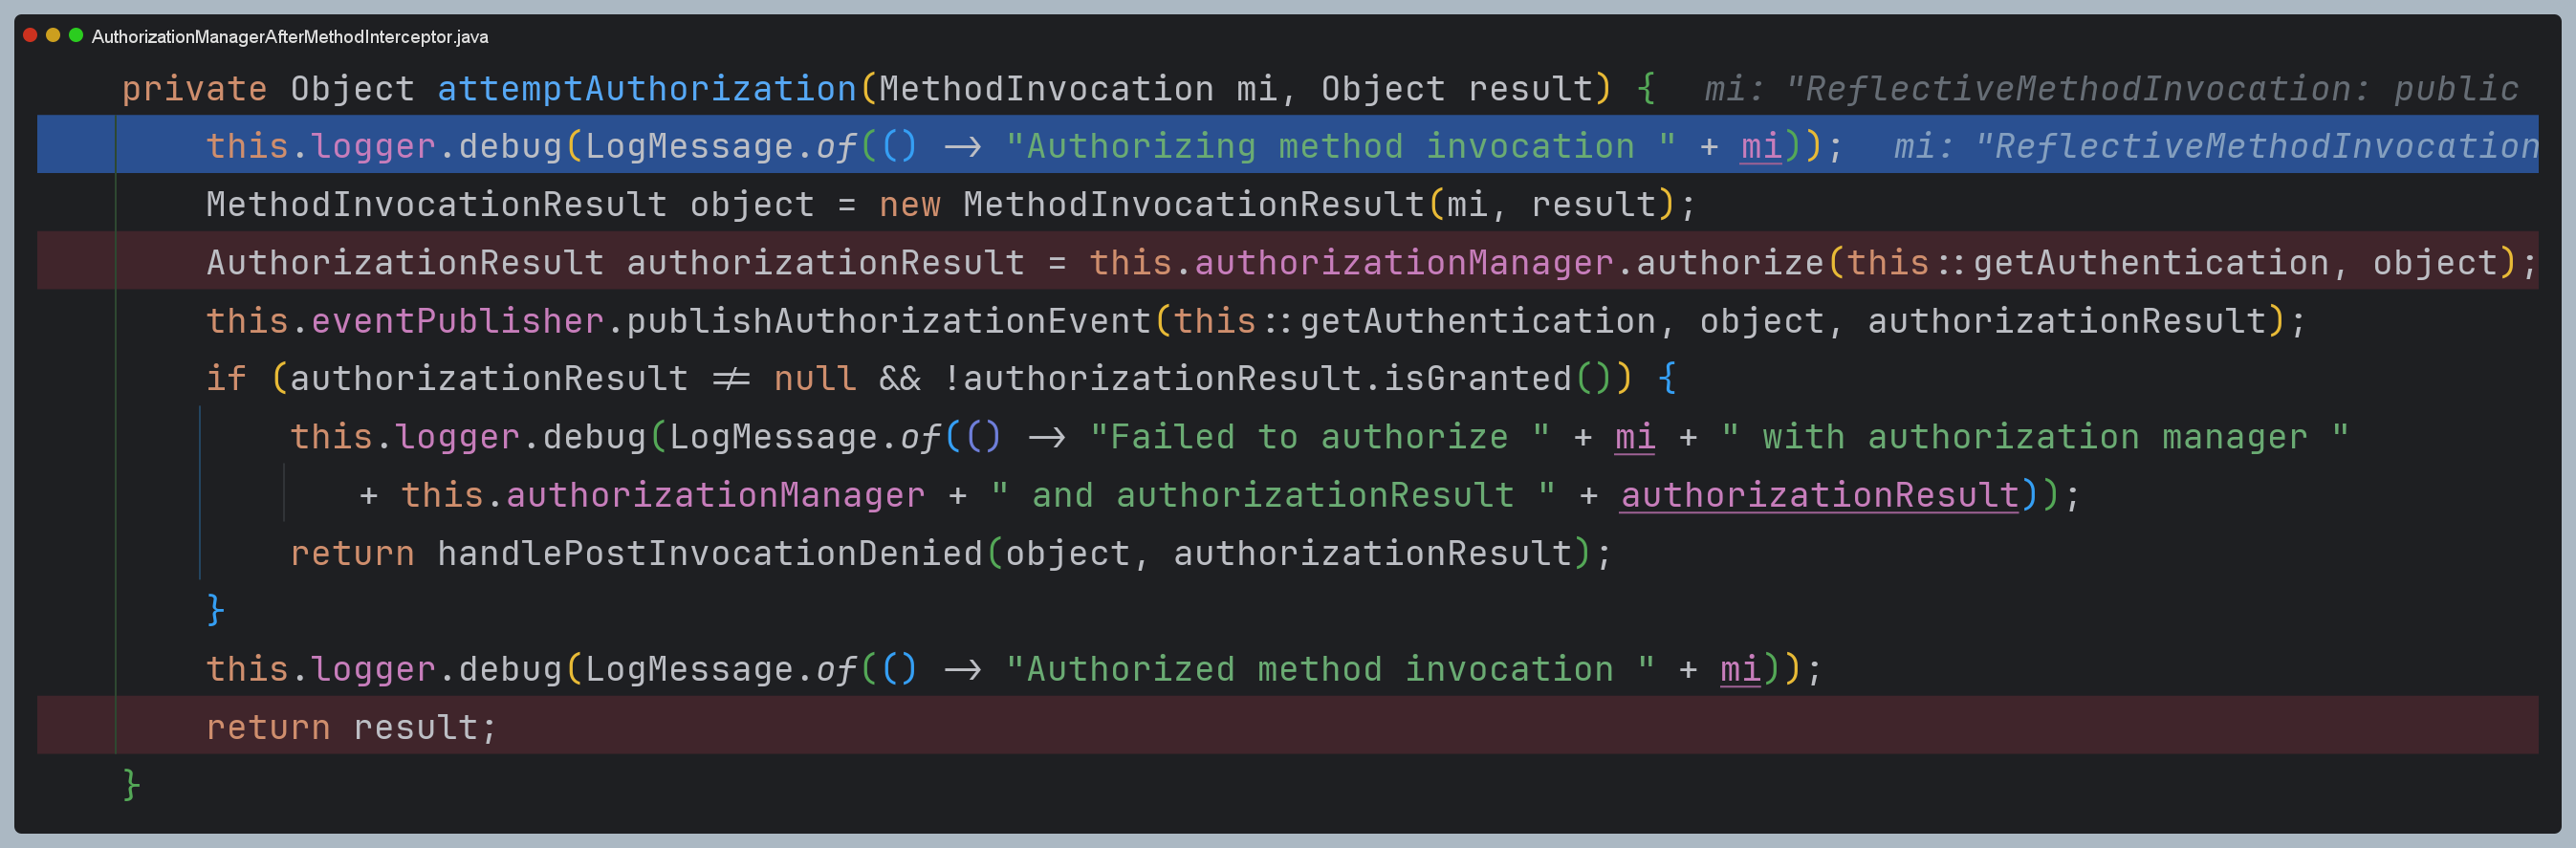 AuthorizationManagerAfterMethodInterceptor.java
private Object attemptAuthorization(MethodInvocation mi, Object result) { mi: "ReflectiveMethodInvocation: public
this.logger.debug(LogMessage.of(() -> "Authorizing method invocation " + mi)); mi: "ReflectiveMethodInvocation
MethodInvocationResult object = new MethodInvocationResult(mi, result);
AuthorizationResult authorizationResult = this.authorizationManager.authorize(this::getAuthentication, object);
this.eventPublisher.publishAuthorizationEvent(this::getAuthentication, object, authorizationResult);
if (authorizationResult != null && !authorizationResult.isGranted()) {
this.logger.debug(LogMessage.of(() -> "Failed to authorize " + mi + " with authorization manager "
+ this.authorizationManager + " and authorizationResult " + authorizationResult));
return handlePostInvocationDenied(object, authorizationResult);
}
this.logger.debug(LogMessage.of(() -> "Authorized method invocation " + mi));
return result;
}